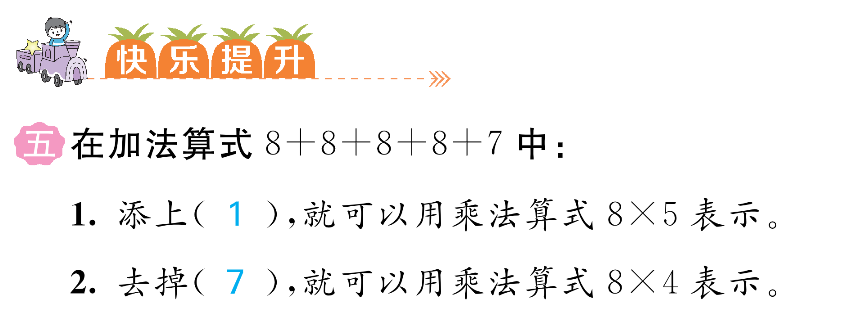 快乐提升
五 在加法算式 8+8+8+8+7 中：
1. 添上( 1 )，就可以用乘法算式 8×5 表示。
2. 去掉( 7 )，就可以用乘法算式 8×4 表示。